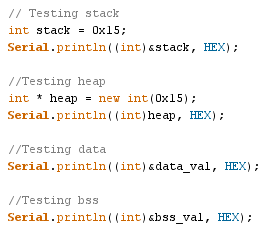 // Testing stack
int stack = 0x15;
Serial.println((int)&stack, HEX);
//Testing heap
int * heap = new int(0x15);
Serial.println((int)heap, HEX);
//Testing data
Serial.println((int)&data_val, HEX);
//Testing bss
Serial.println((int)&bss_val, HEX);